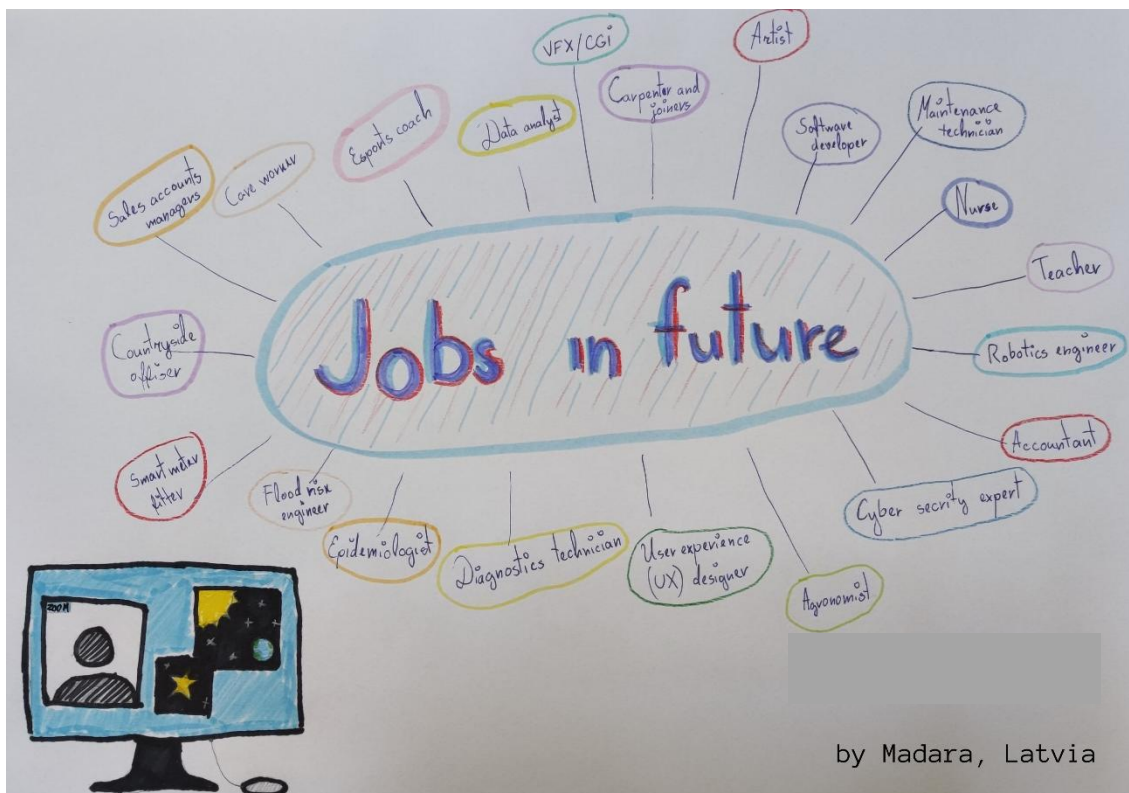 Jobs in future
VFX/CGi
Artist
Carpenter and
joiners
Data analyst
Esports coach
Care worker
Sales accounts
managers
Countryside
offiser
Smart meter
fitter
Flood risk
engineer
Epidemiologist
Diagnostics technician
User experience
(UX) designer
Agronomist
Cyber secrity expert
Accountant
Robotics engineer
Teacher
Nurse
Maintenance
technician
Software
developer
ZOOM
by Madara, Latvia